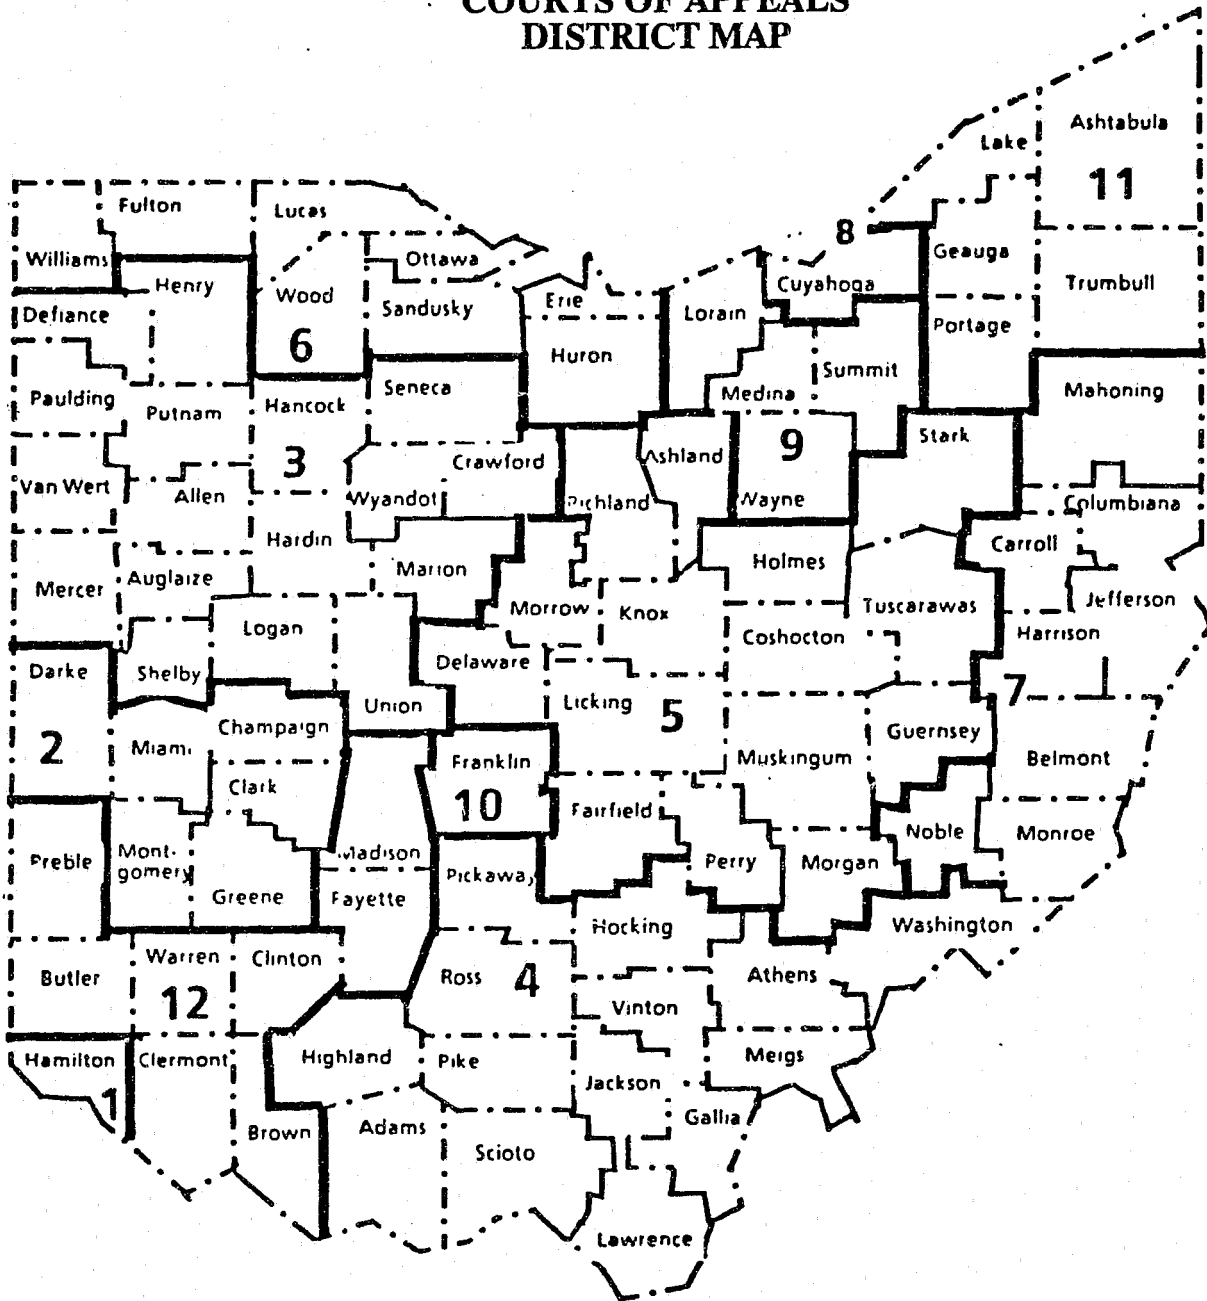 COURTS OF APPEALS
DISTRICT MAP
Ashtabula
Lake
11
Fulton
Lucas
8
Geauga
Williams
Ottawa
Henry
Wood
Cuyahoga
Trumbull
Erie
Sandusky
Defiance
Lorain
Portage
6
Huron
Summit
Seneca
Medina
Mahoning
Paulding
Putnam
Hancock
Stark
9
3
Crawford
Ashland
Van Wert
Allen
Wyandot
Richland
Wayne
Columbiana
Hardin
Carroll
Holmes
Marion
Auglaize
Mercer
Jefferson
Morrow
Knox
Tuscarawas
Logan
Harrison
Coshocton
Delaware
Darke
Shelby
7
Union
Licking
5
Champaign
Guernsey
2
Miami
Franklin
Muskingum
Belmont
Clark
10
Fairfield
Noble
Monroe
Mont-
gomery
Preble
Madison
Perry
Morgan
Pickaway
Greene
Fayette
Hocking
Washington
Warren
Clinton
Butler
Ross
4
Athens
12
Vinton
Hamilton
Clermont
Highland
Pike
Meigs
Jackson
1
Gallia
Brown
Adams
Scioto
Lawrence